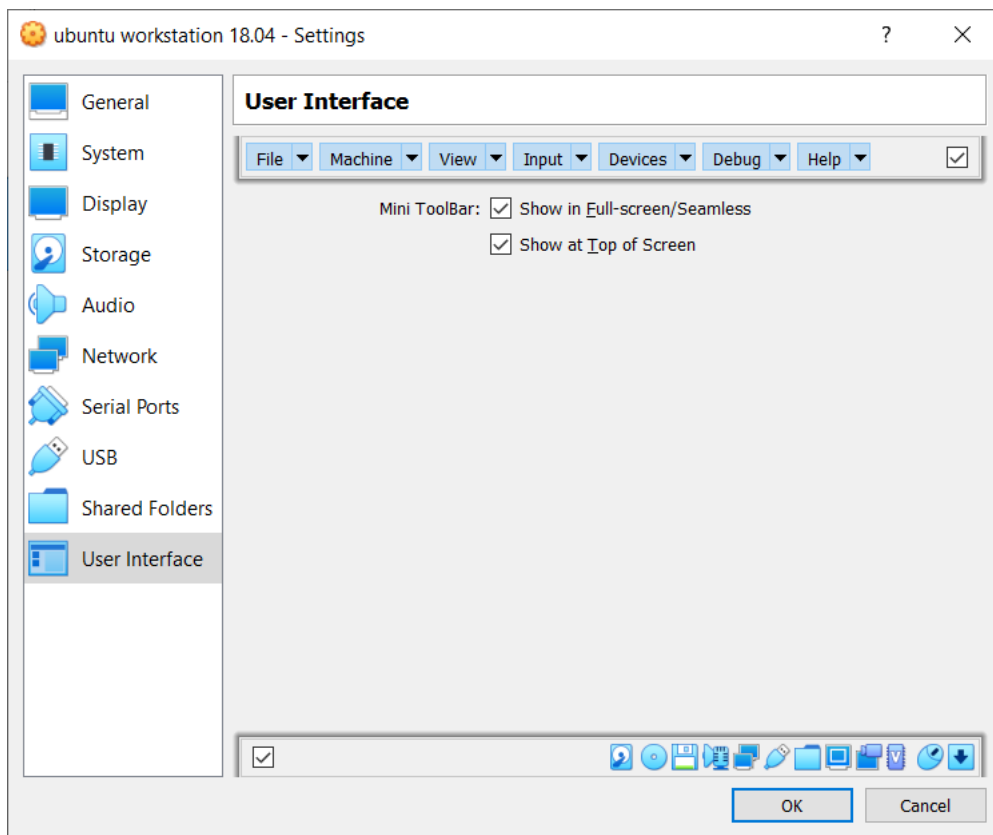 ubuntu workstation 18.04 - Settings ?
General
System
Display
Storage
Audio
Network
Serial Ports
USB
Shared Folders
User Interface
User Interface
File Machine View Input Devices Debug Help
Mini ToolBar: Show in Full-screen/Seamless
Show at Top of Screen
V
OK Cancel